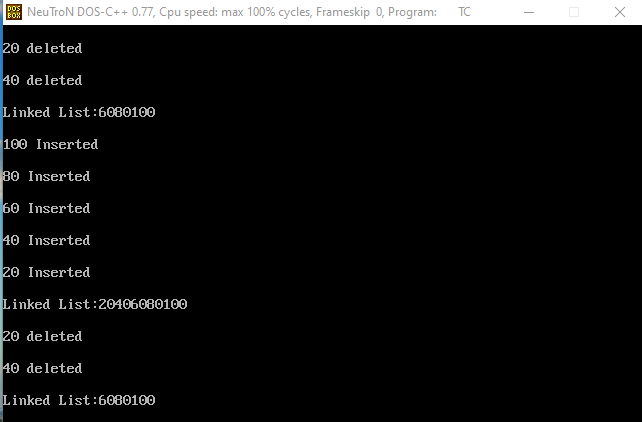 DOS BOX NeuTroN DOS-C++ 0.77, Cpu speed: max 100% cycles, Frameskip 0, Program: TC
20 deleted
40 deleted
Linked List:6080100
100 Inserted
80 Inserted
60 Inserted
40 Inserted
20 Inserted
Linked List:20406080100
20 deleted
40 deleted
Linked List:6080100